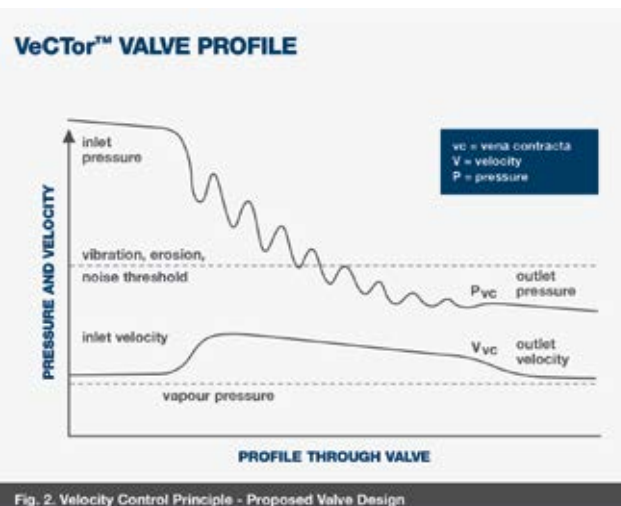 VeCTor™ VALVE PROFILE
inlet
pressure
vc = vena contracta
V = velocity
P = pressure
PRESSURE AND VELOCITY
vibration, erosion,
noise threshold
Pvc
outlet
pressure
inlet velocity
Vvc
outlet
velocity
vapour pressure
PROFILE THROUGH VALVE
Fig. 2. Velocity Control Principle - Proposed Valve Design